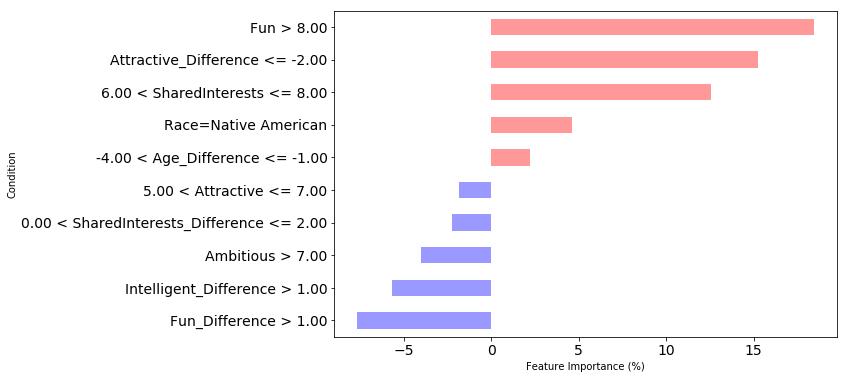 Fun > 8.00
Attractive_Difference <= -2.00
6.00 < SharedInterests <= 8.00
Race=Native American
-4.00 < Age_Difference <= -1.00
5.00 < Attractive <= 7.00
0.00 < SharedInterests_Difference <= 2.00
Ambitious > 7.00
Intelligent_Difference > 1.00
Fun_Difference > 1.00
Condition
−5 0 5 10 15
Feature Importance (%)